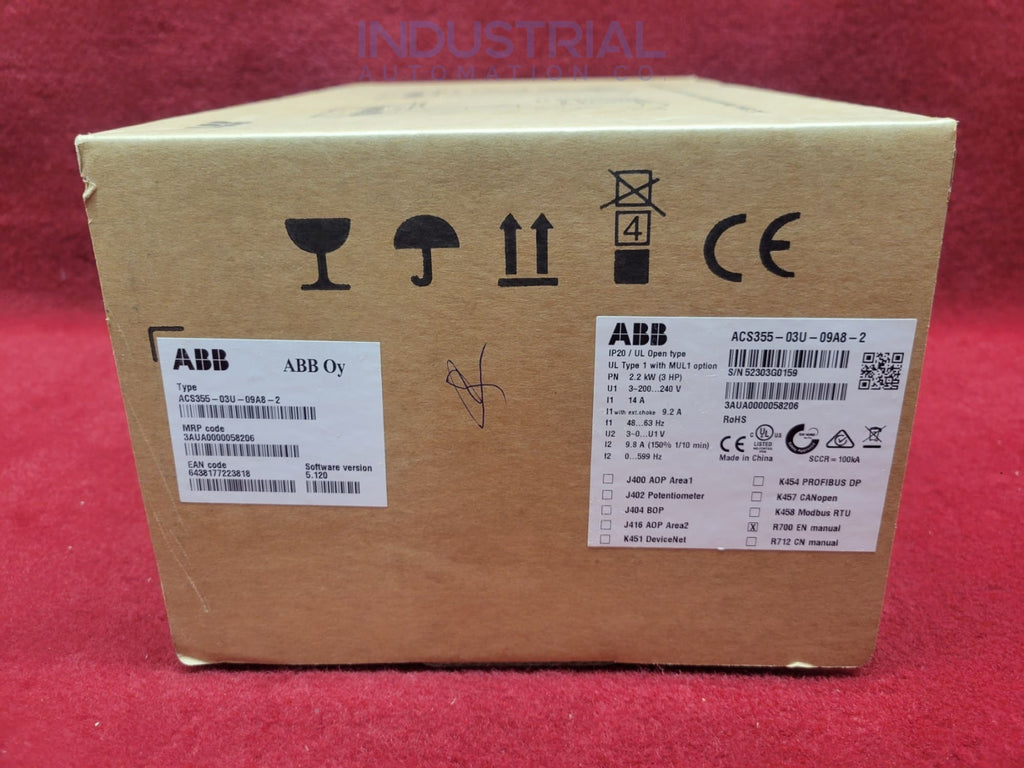 INDUSTRIAL
AUTOMATION CO.
4
CE
ABB
ABB Oy
Type
ACS355-03U-09A8-2
MRP code
3AUA0000058206
EAN code
6438177223818
Software version
5.120
ABB
ACS355-03U-09A8-2
IP20 / UL Open type
UL Type 1 with MUL1 option
S/N 52303G0159
PN 2.2 kW (3 HP)
U1 3~200...240 V
I1 14 A
I1 with ext.choke 9.2 A
f1 48...63 Hz
U2 3~0...U1 V
I2 9.8 A (150% 1/10 min)
f2 0...599 Hz
3AUA0000058206
RoHS
CE
C UL US
LISTED
Made in China
SCCR = 100kA
J400 AOP Area1
J402 Potentiometer
J404 BOP
J416 AOP Area2
K451 DeviceNet
K454 PROFIBUS DP
K457 CANopen
K458 Modbus RTU
X R700 EN manual
R712 CN manual